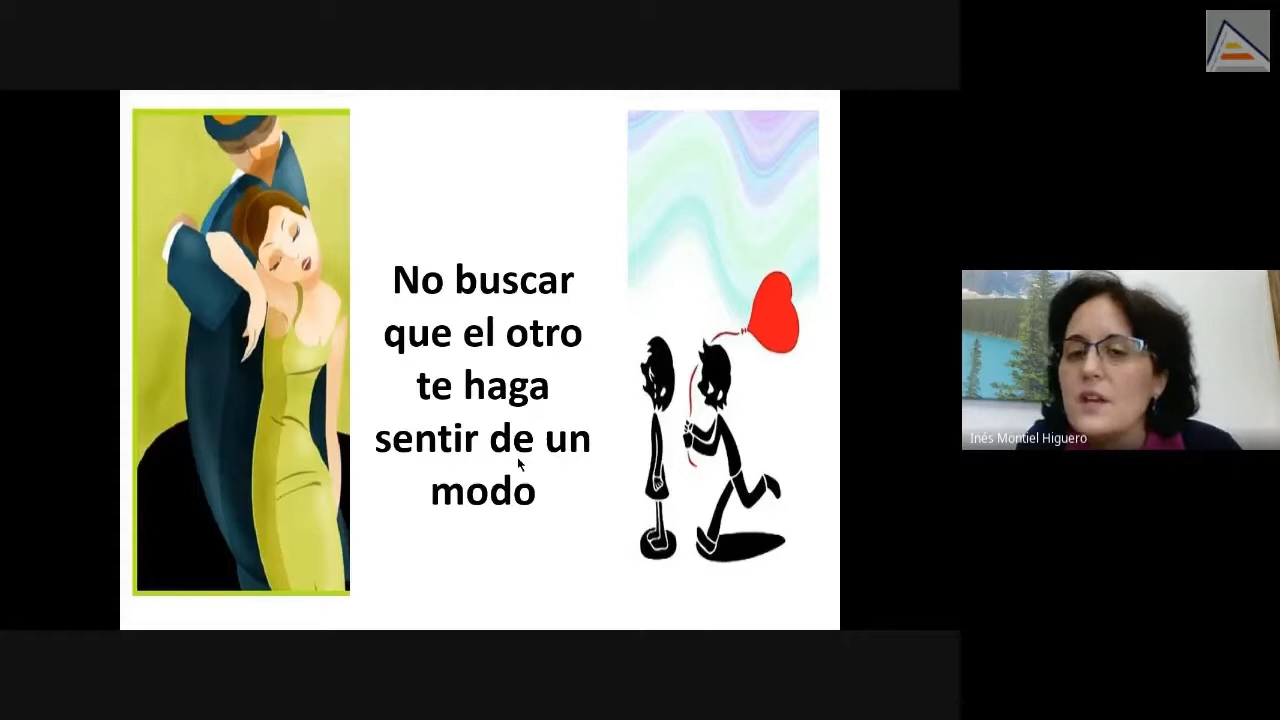 No buscar
que el otro
te haga
sentir de un
modo
Inés Montiel Higuero